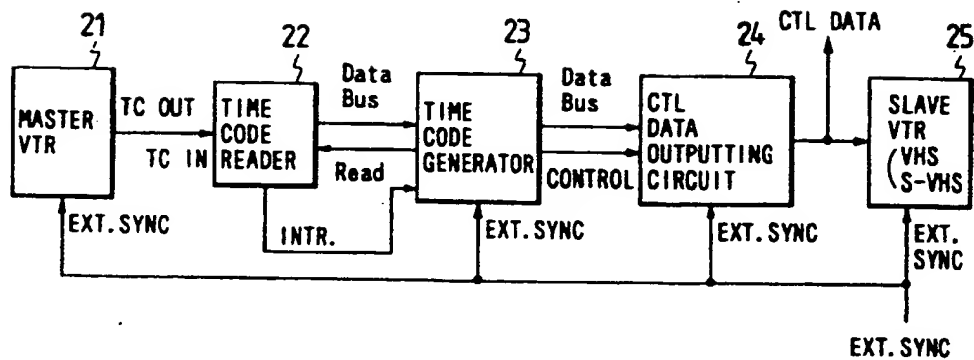 21
22
23
24
25
CTL DATA
MASTER
VTR
TC OUT
TC IN
TIME
CODE
READER
Data
Bus
Read
INTR.
TIME
CODE
GENERATOR
Data
Bus
CONTROL
CTL
DATA
OUTPUTTING
CIRCUIT
SLAVE
VTR
(VHS
S-VHS
EXT.SYNC
EXT.SYNC
EXT.SYNC
EXT.
SYNC
EXT.SYNC